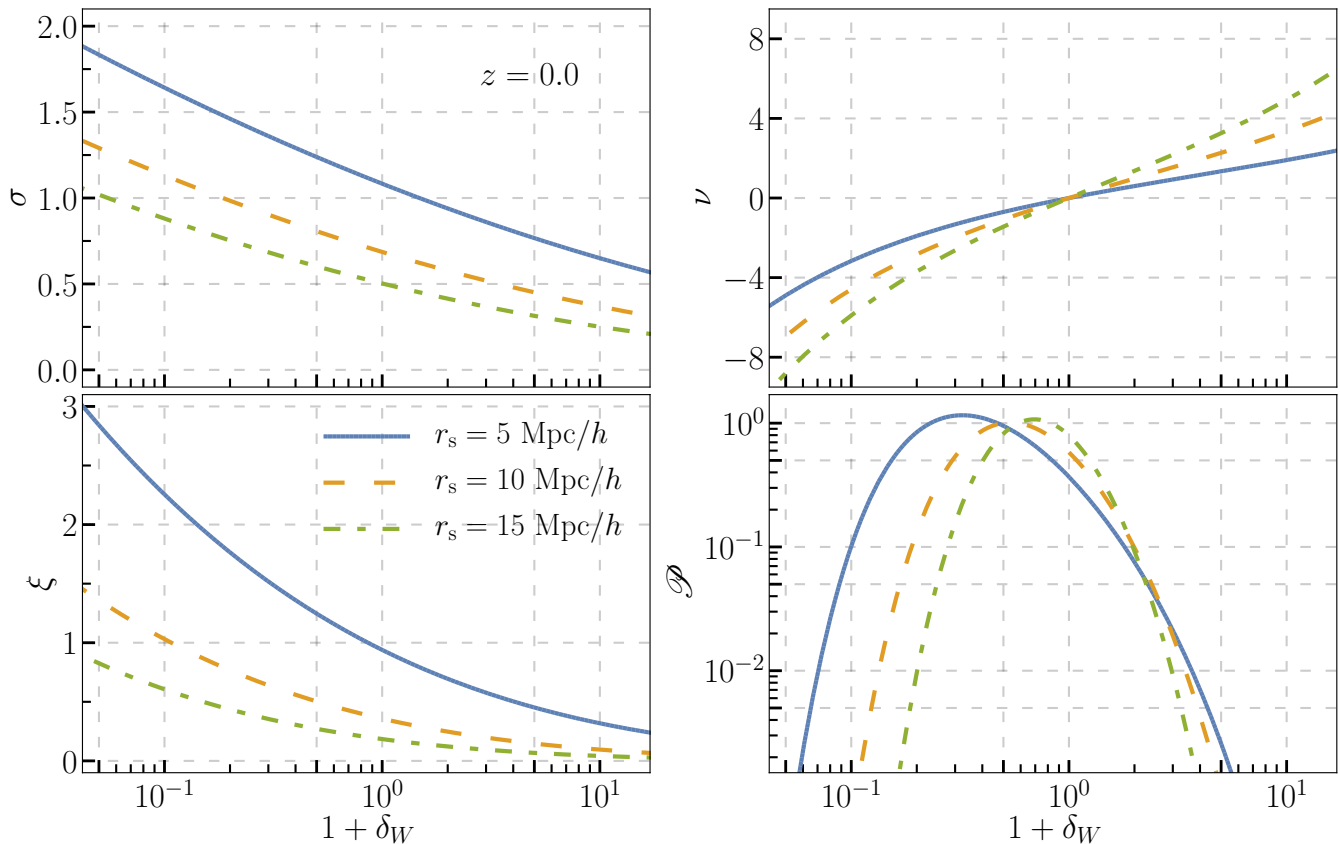 2.0
1.5
1.0
0.5
0.0
σ
z = 0.0
8
4
0
−4
−8
ν
3
2
1
0
ξ
r_s = 5 Mpc/h
r_s = 10 Mpc/h
r_s = 15 Mpc/h
10^{-1}
10^{0}
10^{1}
1 + δ_W
10^{0}
10^{-1}
10^{-2}
𝒫
10^{-1}
10^{0}
10^{1}
1 + δ_W